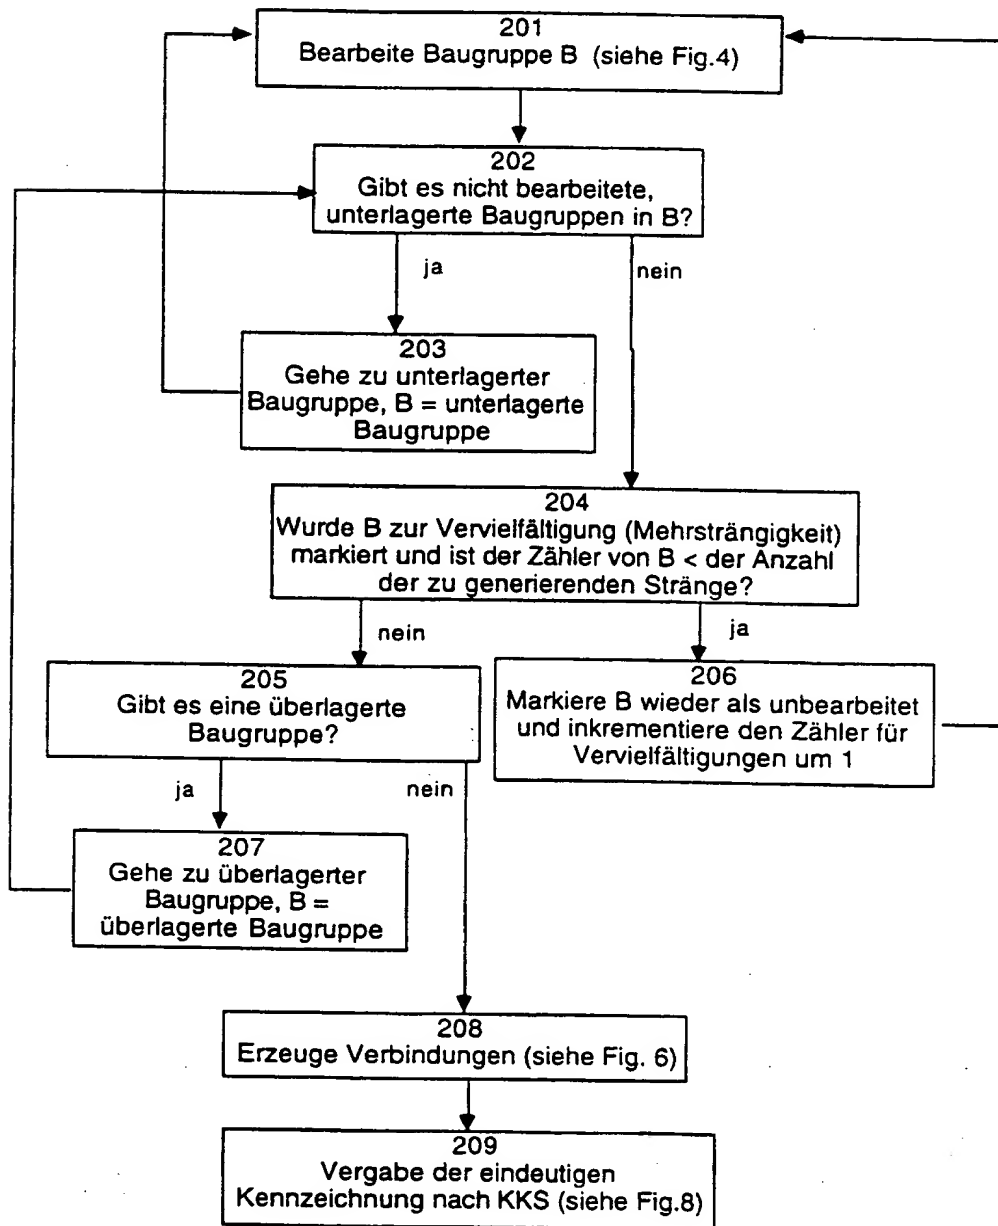 201
Bearbeite Baugruppe B (siehe Fig.4)
202
Gibt es nicht bearbeitete,
unterlagerte Baugruppen in B?
ja
nein
203
Gehe zu unterlagerter
Baugruppe, B = unterlagerte
Baugruppe
204
Wurde B zur Vervielfältigung (Mehrsträngigkeit)
markiert und ist der Zähler von B < der Anzahl
der zu generierenden Stränge?
nein
ja
205
Gibt es eine überlagerte
Baugruppe?
206
Markiere B wieder als unbearbeitet
und inkrementiere den Zähler für
Vervielfältigungen um 1
ja
nein
207
Gehe zu überlagerter
Baugruppe, B =
überlagerte Baugruppe
208
Erzeuge Verbindungen (siehe Fig. 6)
209
Vergabe der eindeutigen
Kennzeichnung nach KKS (siehe Fig.8)